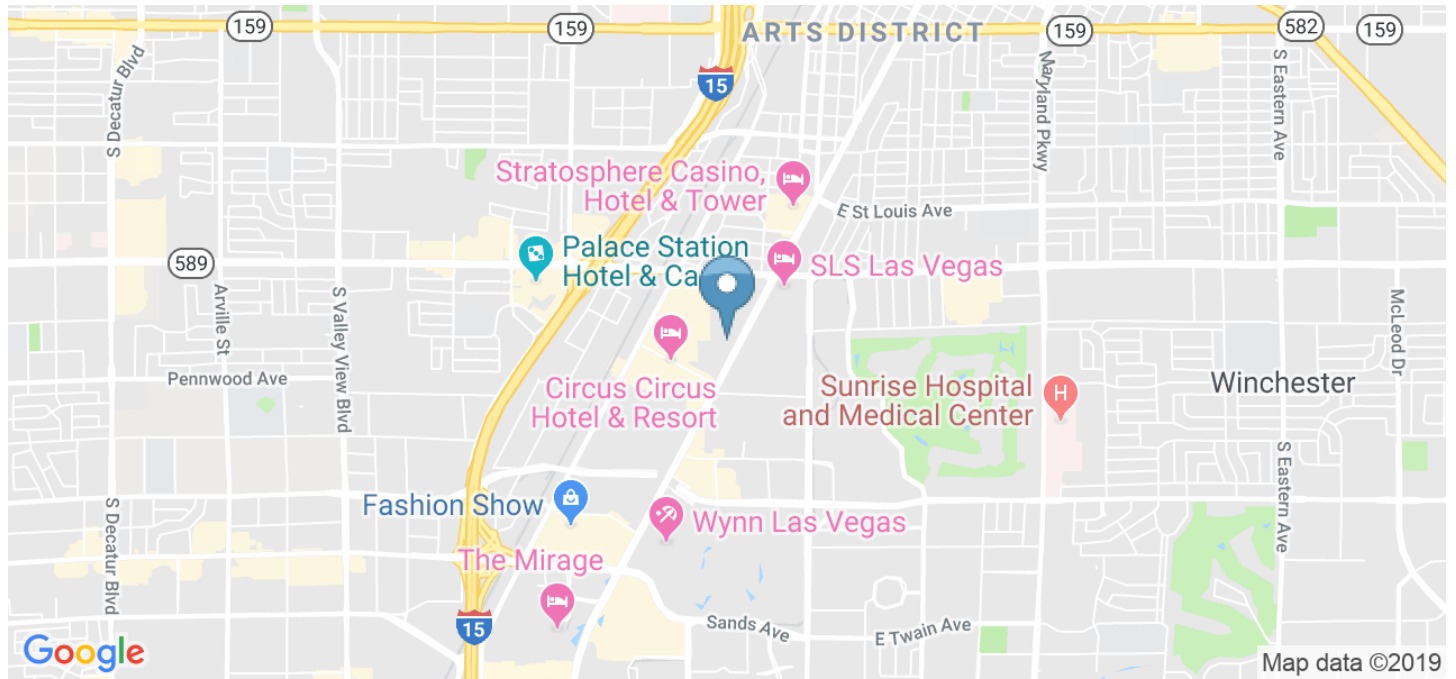 159
159
ARTS DISTRICT
159
582
159
15
S Decatur Blvd
Maryland Pkwy
S Eastern Ave
Stratosphere Casino,
Hotel & Tower
E St Louis Ave
Palace Station
Hotel & Ca
SLS Las Vegas
589
Arville St
S Valley View Blvd
McLeod Dr
Pennwood Ave
Circus Circus
Hotel & Resort
Sunrise Hospital
and Medical Center
H
Winchester
Fashion Show
Wynn Las Vegas
S Decatur Blvd
S Eastern Ave
The Mirage
15
Sands Ave
E Twain Ave
Google
Map data ©2019